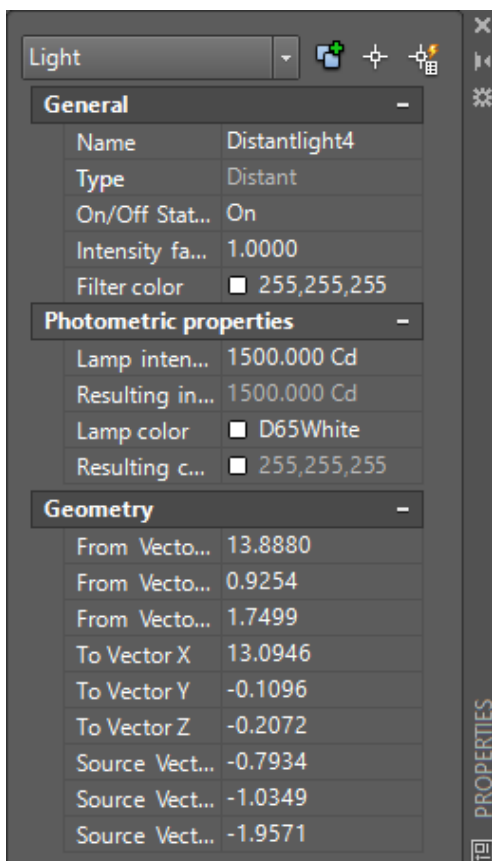 Light
General
Name Distantlight4
Type Distant
On/Off Stat... On
Intensity fa... 1.0000
Filter color 255,255,255
Photometric properties
Lamp inten... 1500.000 Cd
Resulting in... 1500.000 Cd
Lamp color D65White
Resulting c... 255,255,255
Geometry
From Vecto... 13.8880
From Vecto... 0.9254
From Vecto... 1.7499
To Vector X 13.0946
To Vector Y -0.1096
To Vector Z -0.2072
Source Vect... -0.7934
Source Vect... -1.0349
Source Vect... -1.9571
PROPERTIES